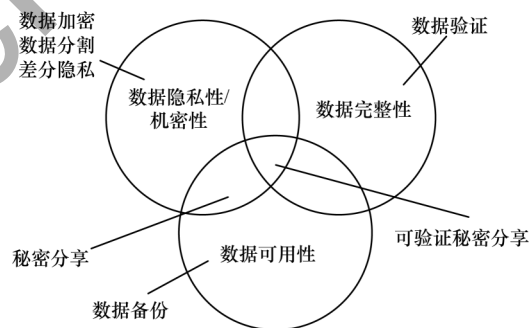 数据加密
数据分割
差分隐私
数据验证
数据隐私性/
机密性
数据完整性
秘密分享
数据可用性
可验证秘密分享
数据备份